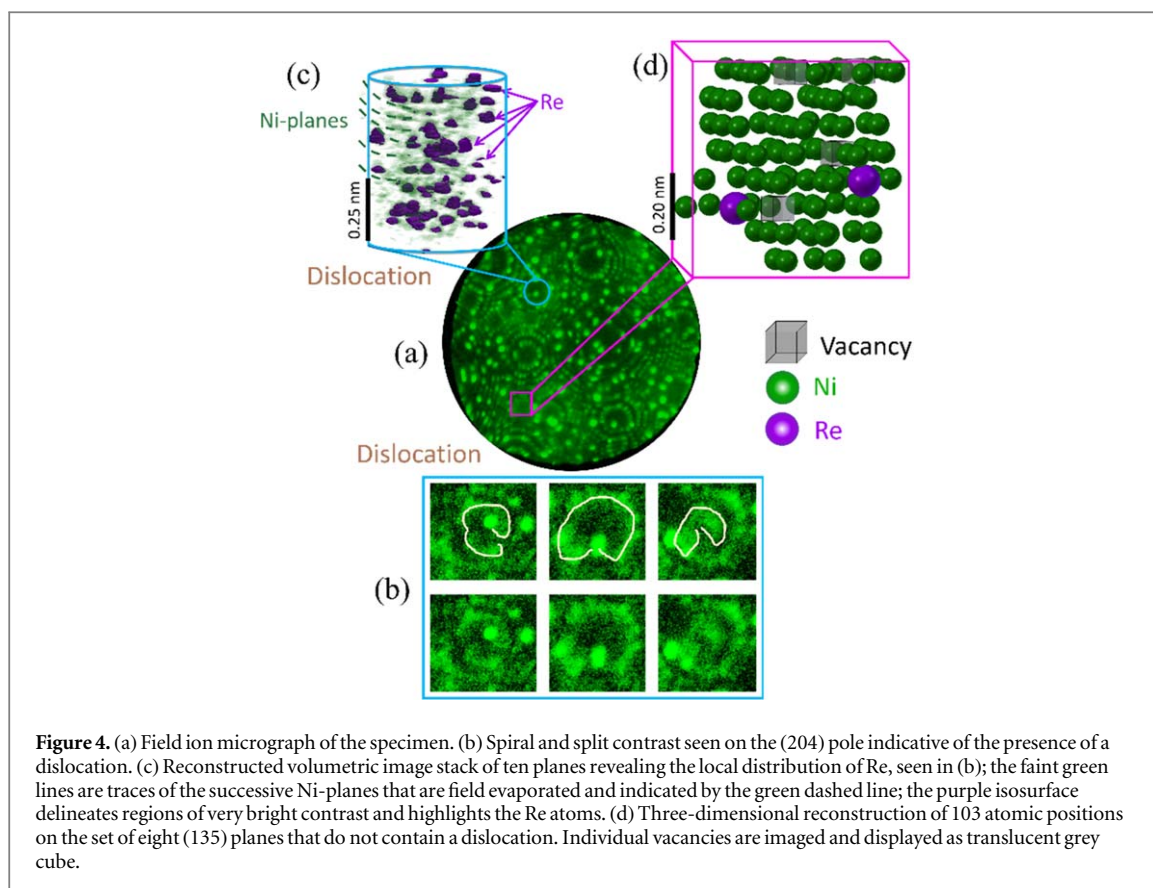 (c)
Re
Ni-planes
0.25 nm
(d)
0.20 nm
Dislocation
(a)
Vacancy
Ni
Re
Dislocation
(b)
Figure 4. (a) Field ion micrograph of the specimen. (b) Spiral and split contrast seen on the (204) pole indicative of the presence of a
dislocation. (c) Reconstructed volumetric image stack of ten planes revealing the local distribution of Re, seen in (b); the faint green
lines are traces of the successive Ni-planes that are field evaporated and indicated by the green dashed line; the purple isosurface
delineates regions of very bright contrast and highlights the Re atoms. (d) Three-dimensional reconstruction of 103 atomic positions
on the set of eight (135) planes that do not contain a dislocation. Individual vacancies are imaged and displayed as translucent grey
cube.